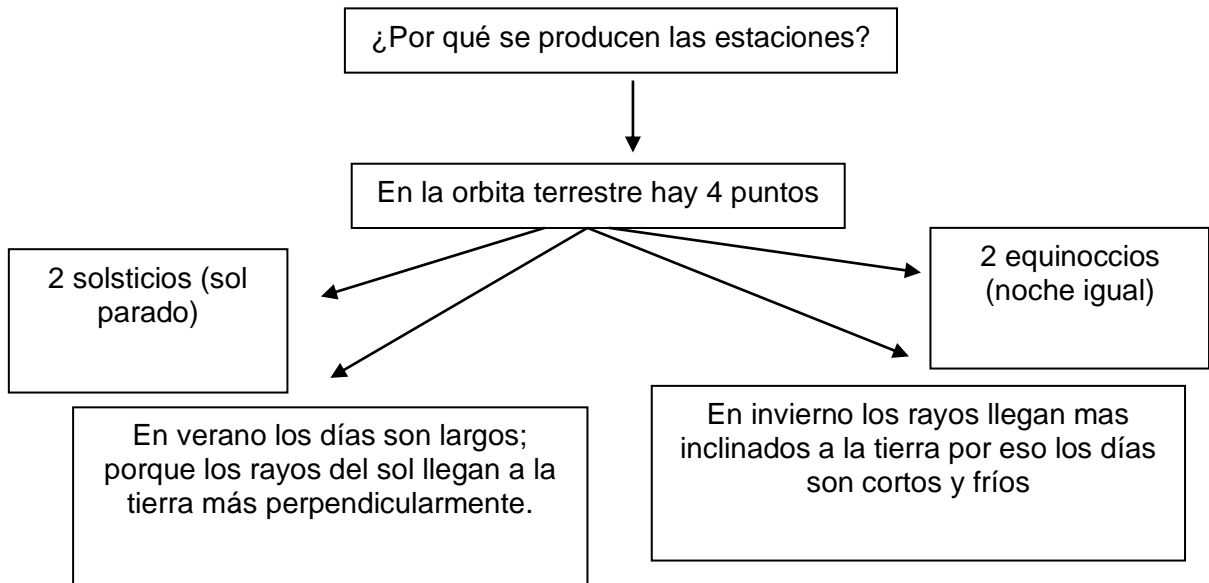 ¿Por qué se producen las estaciones?
En la orbita terrestre hay 4 puntos
2 solsticios (sol
parado)
2 equinoccios
(noche igual)
En verano los días son largos;
porque los rayos del sol llegan a la
tierra más perpendicularmente.
En invierno los rayos llegan mas
inclinados a la tierra por eso los días
son cortos y fríos